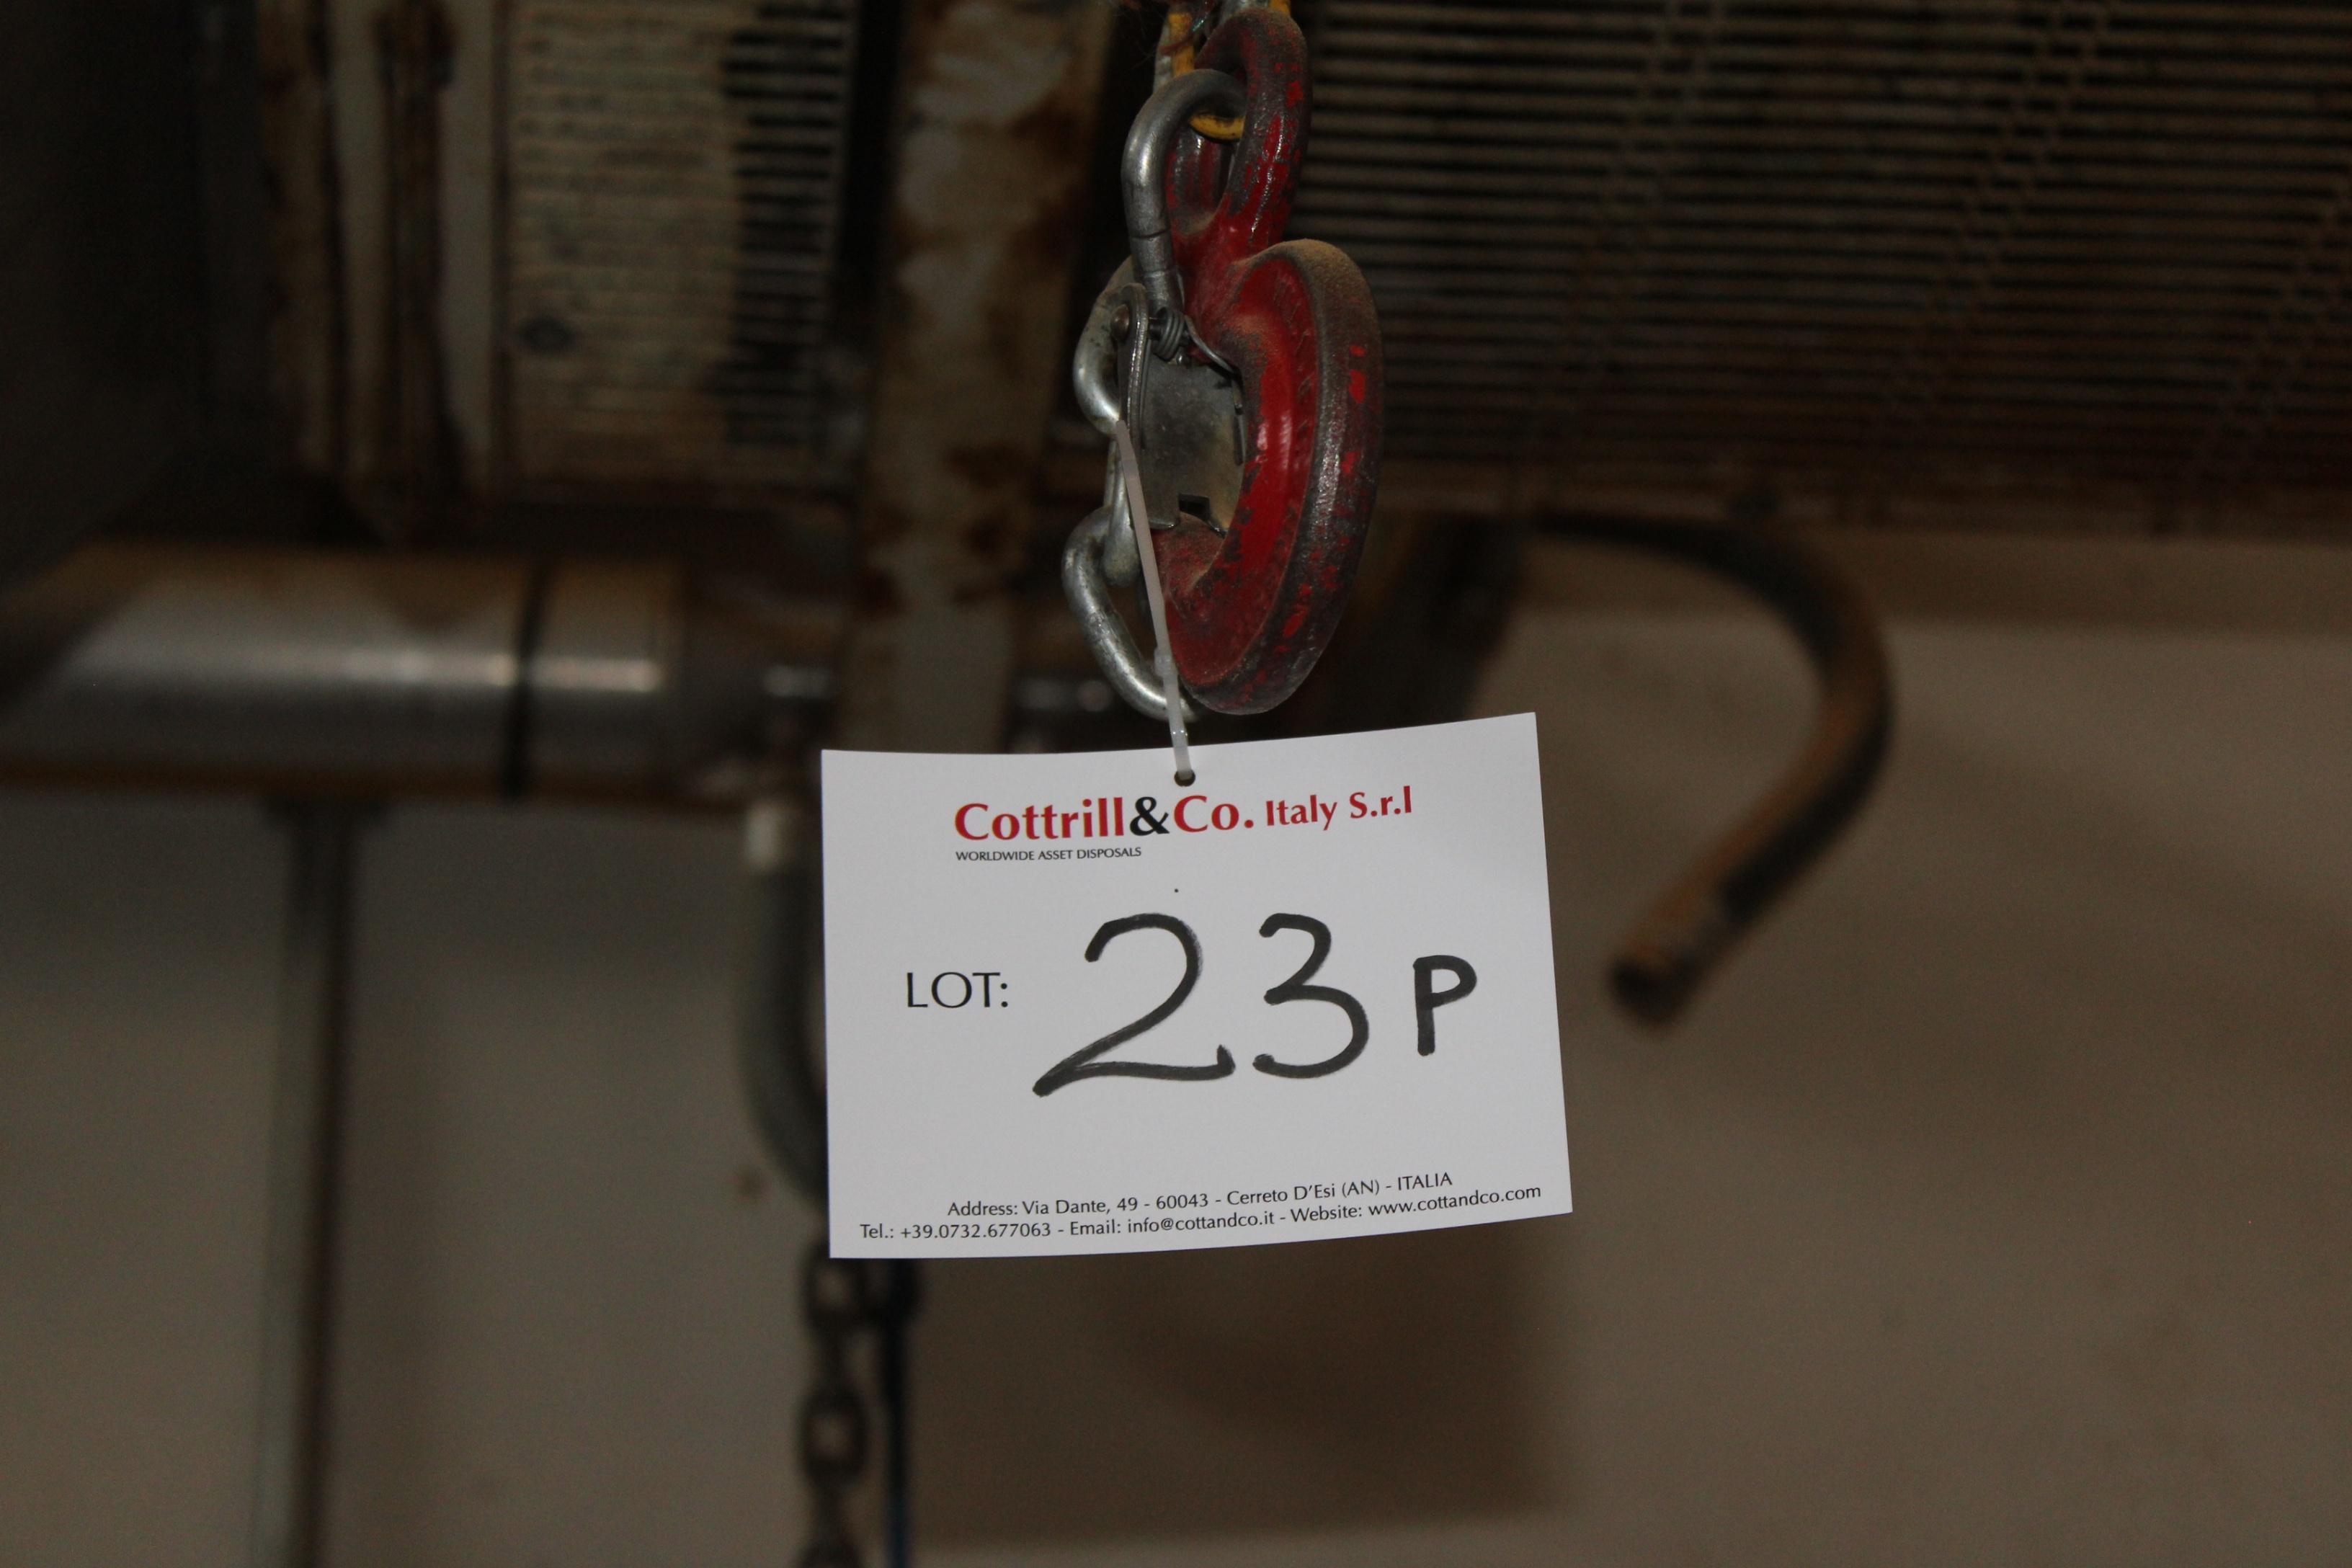 Cottrill&Co. Italy S.r.l
WORLDWIDE ASSET DISPOSALS
LOT: 23P
Address: Via Dante, 49 - 60043 - Cerreto D'Esi (AN) - ITALIA
Tel.: +39.0732.677063 - Email: info@cottandco.it - Website: www.cottandco.com